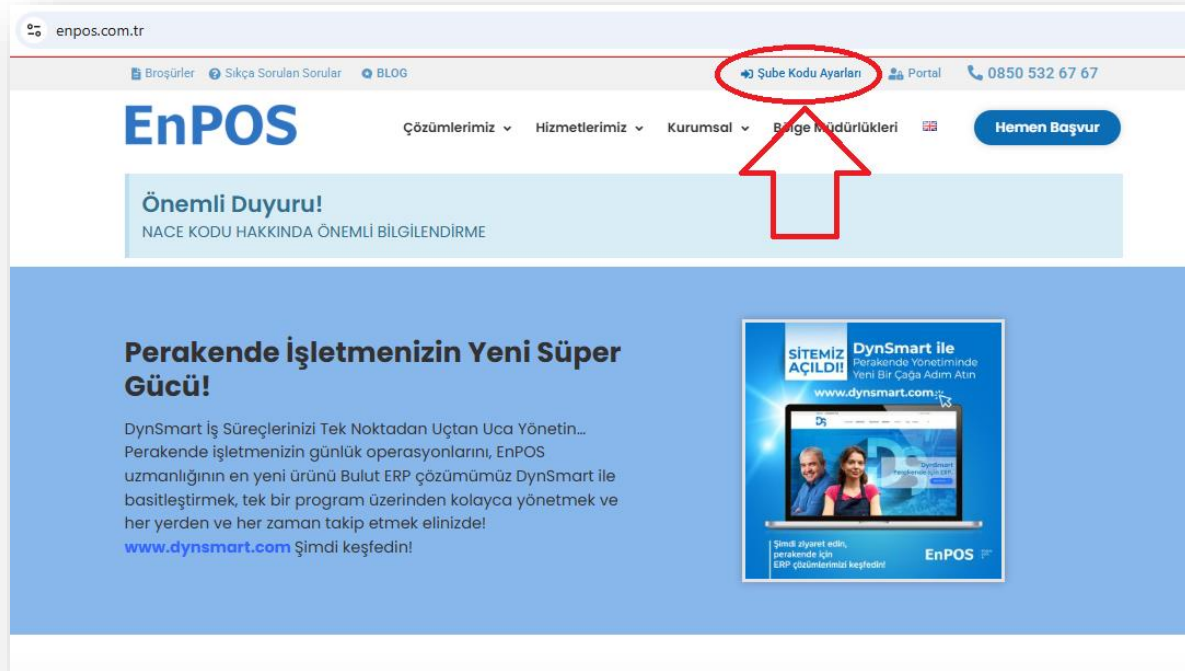 enpos.com.tr
Broşürler Sıkça Sorulan Sorular BLOG Şube Kodu Ayarları Portal 0850 532 67 67
EnPOS Çözümlerimiz Hizmetlerimiz Kurumsal Bölge Müdürlükleri Hemen Başvur
Önemli Duyuru!
NACE KODU HAKKINDA ÖNEMLİ BİLGİLENDİRME
Perakende İşletmenizin Yeni Süper
Gücü!
DynSmart İş Süreçlerinizi Tek Noktadan Uçtan Uca Yönetin...
Perakende işletmenizin günlük operasyonlarını, EnPOS
uzmanlığının en yeni ürünü Bulut ERP çözümümüz DynSmart ile
basitleştirmek, tek bir program üzerinden kolayca yönetmek ve
her yerden ve her zaman takip etmek elinizde!
www.dynsmart.com Şimdi keşfedin!
SİTEMİZ
AÇILDI!
DynSmart ile
Perakende Yönetiminde
Yeni Bir Çağa Adım Atın
www.dynsmart.com
DS
DynSmart
Perakende için ERP
Şimdi ziyaret edin,
perakende için
ERP çözümlerimizi keşfedin!
EnPOS